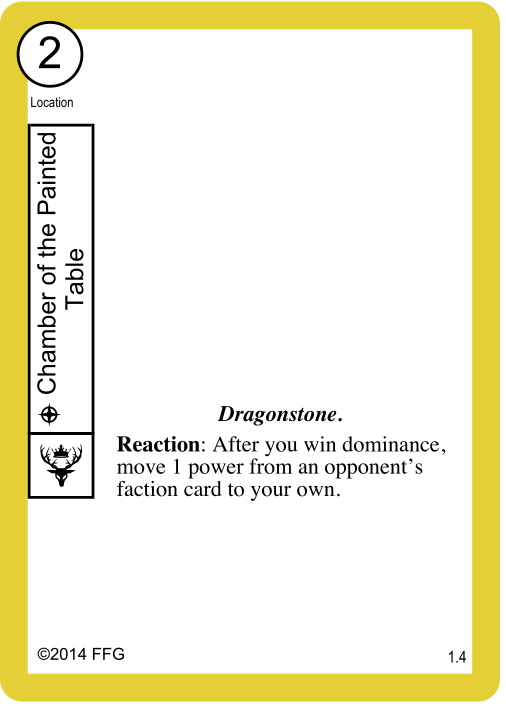 2
Location
Chamber of the Painted
Table
Dragonstone.
Reaction: After you win dominance,
move 1 power from an opponent’s
faction card to your own.
©2014 FFG
1.4